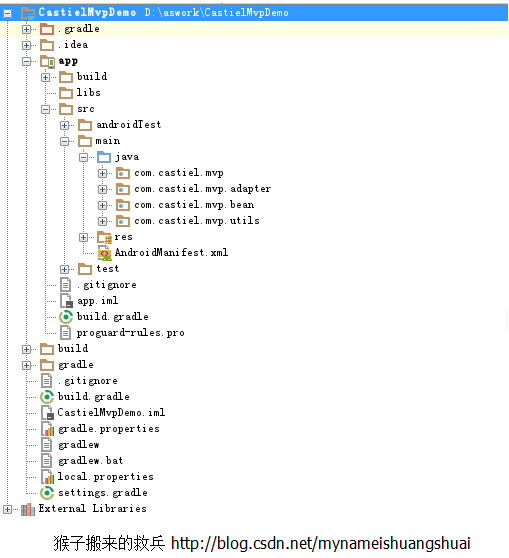 CastielMvpDemo D:\aswork\CastielMvpDemo
.gradle
.idea
app
build
libs
src
androidTest
main
java
com.castiel.mvp
com.castiel.mvp.adapter
com.castiel.mvp.bean
com.castiel.mvp.utils
res
AndroidManifest.xml
test
.gitignore
app.iml
build.gradle
proguard-rules.pro
build
gradle
.gitignore
build.gradle
CastielMvpDemo.iml
gradle.properties
gradlew
gradlew.bat
local.properties
settings.gradle
External Libraries
猴子搬来的救兵 http://blog.csdn.net/mynameishuangshuai